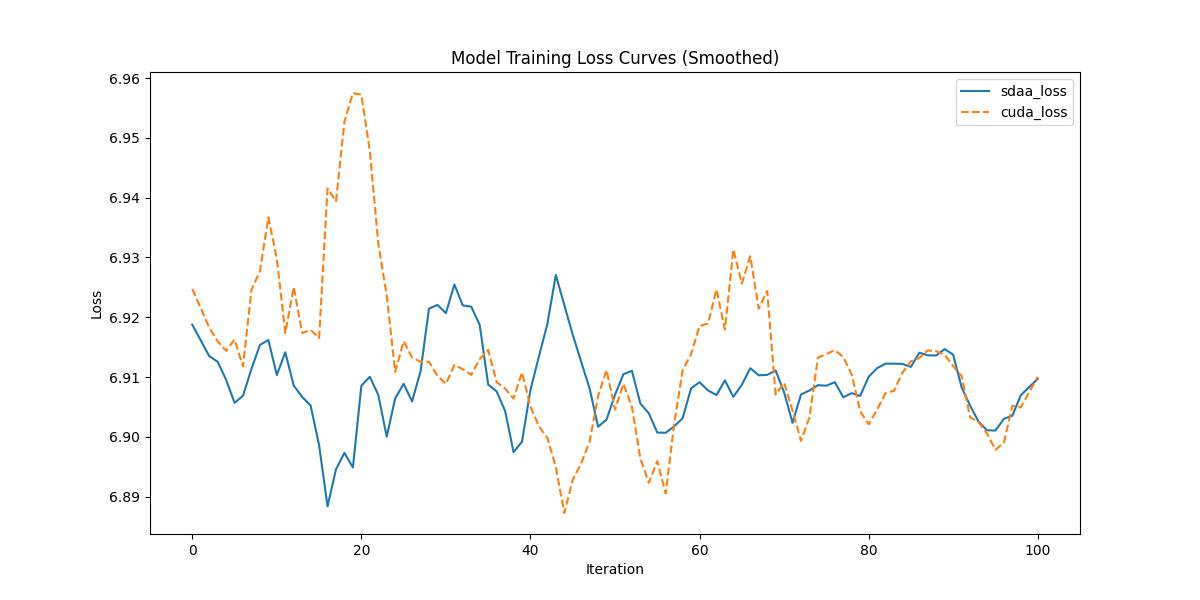 Model Training Loss Curves (Smoothed)
6.96
6.95
6.94
6.93
6.92
6.91
6.90
6.89
Loss
sdaa_loss
cuda_loss
0 20 40 60 80 100
Iteration